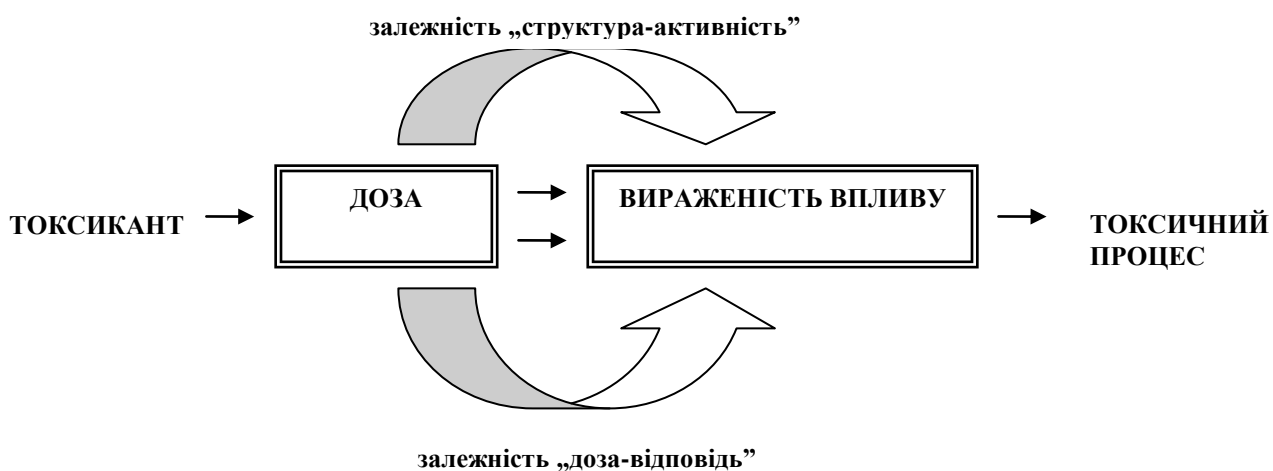 залежність „структура-активність”
ДОЗА
ВИРАЖЕНІСТЬ ВПЛИВУ
ТОКСИКАНТ
ТОКСИЧНИЙ
ПРОЦЕС
залежність „доза-відповідь”